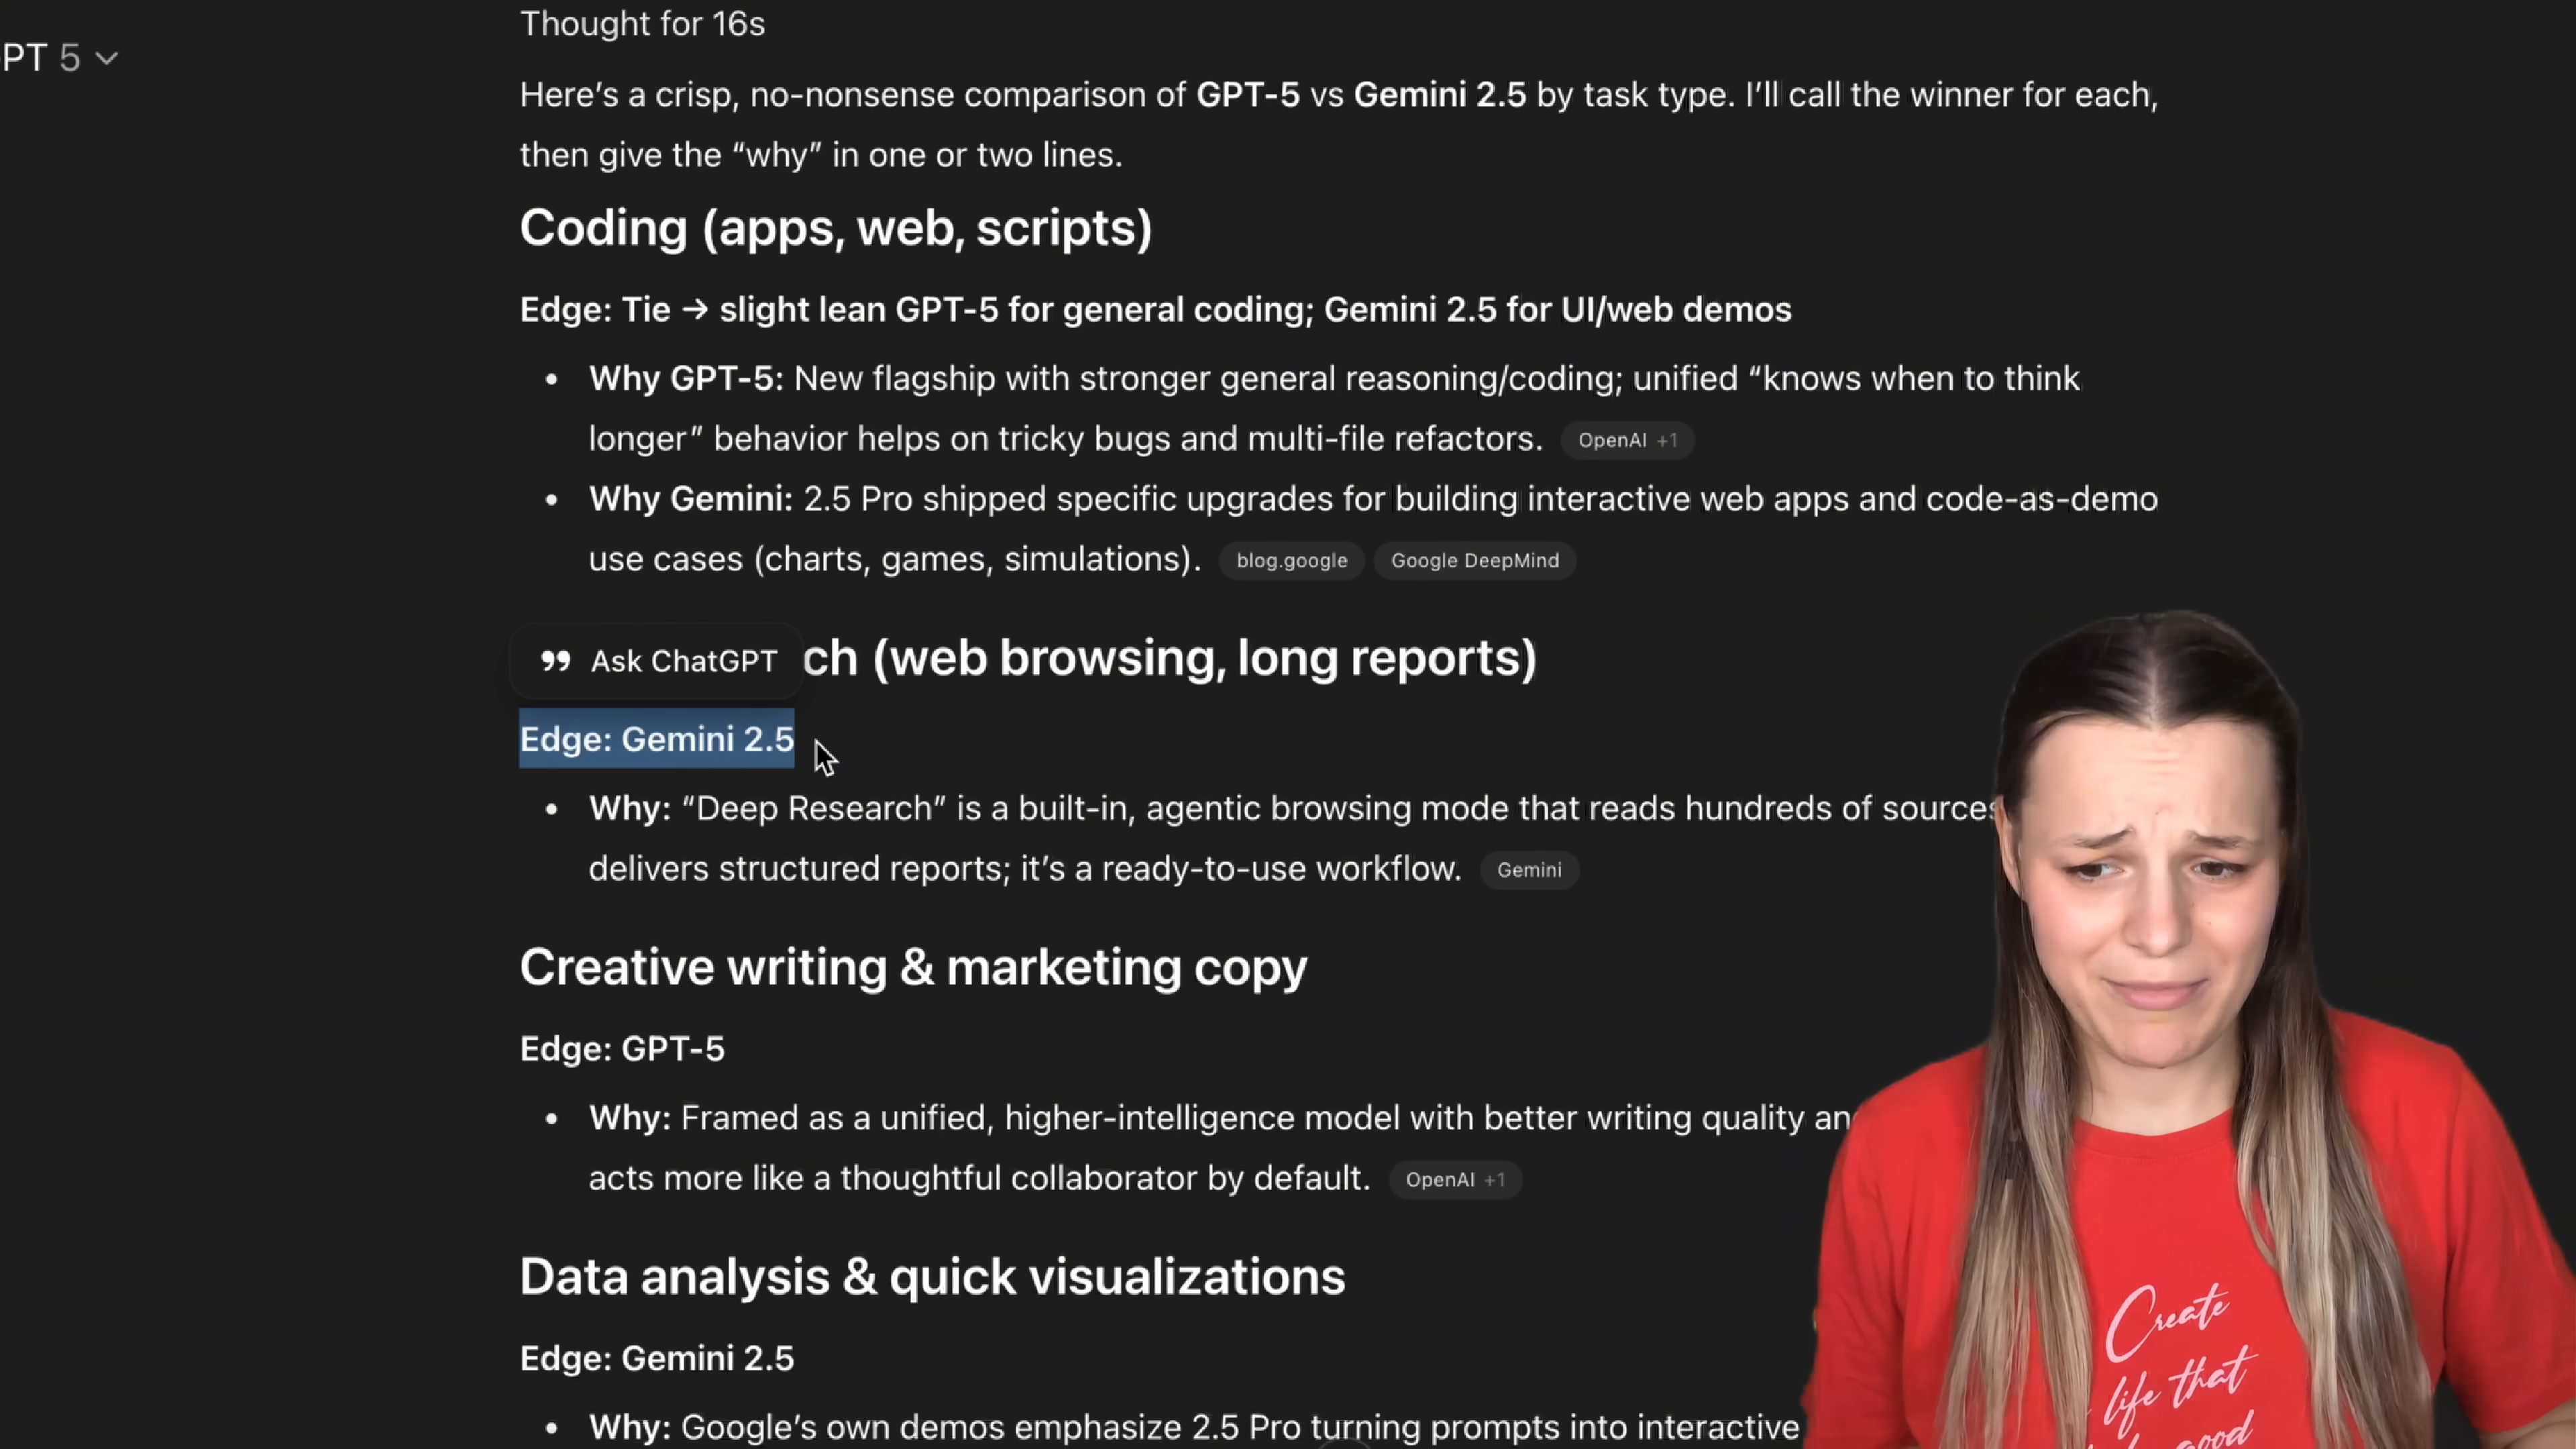 Thought for 16s
PT 5
Here's a crisp, no-nonsense comparison of GPT-5 vs Gemini 2.5 by task type. I'll call the winner for each,
then give the “why” in one or two lines.
Coding (apps, web, scripts)
Edge: Tie → slight lean GPT-5 for general coding; Gemini 2.5 for UI/web demos
• Why GPT-5: New flagship with stronger general reasoning/coding; unified “knows when to think
longer” behavior helps on tricky bugs and multi-file refactors. OpenAI +1
• Why Gemini: 2.5 Pro shipped specific upgrades for building interactive web apps and code-as-demo
use cases (charts, games, simulations). blog.google Google DeepMind
Ask ChatGPT ch (web browsing, long reports)
Edge: Gemini 2.5
• Why: “Deep Research” is a built-in, agentic browsing mode that reads hundreds of sources
delivers structured reports; it's a ready-to-use workflow. Gemini
Creative writing & marketing copy
Edge: GPT-5
• Why: Framed as a unified, higher-intelligence model with better writing quality and
acts more like a thoughtful collaborator by default. OpenAI +1
Data analysis & quick visualizations
Edge: Gemini 2.5
• Why: Google's own demos emphasize 2.5 Pro turning prompts into interactive
Create
life that
good